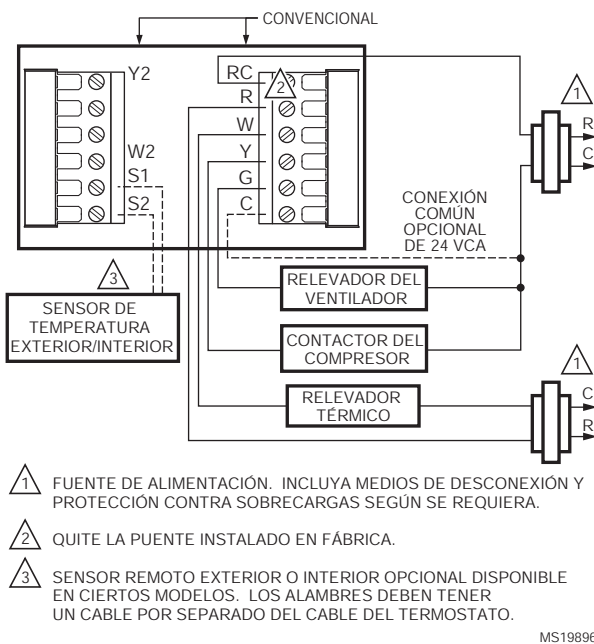 CONVENCIONAL
Y2
W2
S1
S2
RC
R
W
Y
G
C
2
1
R
C
CONEXIÓN
COMÚN
OPCIONAL
DE 24 VCA
3
SENSOR DE
TEMPERATURA
EXTERIOR/INTERIOR
RELEVADOR DEL
VENTILADOR
CONTACTOR DEL
COMPRESOR
RELEVADOR
TÉRMICO
1
C
R
1 FUENTE DE ALIMENTACIÓN. INCLUYA MEDIOS DE DESCONEXIÓN Y
PROTECCIÓN CONTRA SOBRECARGAS SEGÚN SE REQUIERA.
2 QUITE LA PUENTE INSTALADO EN FÁBRICA.
3 SENSOR REMOTO EXTERIOR O INTERIOR OPCIONAL DISPONIBLE
EN CIERTOS MODELOS. LOS ALAMBRES DEBEN TENER
UN CABLE POR SEPARADO DEL CABLE DEL TERMOSTATO.
MS19896